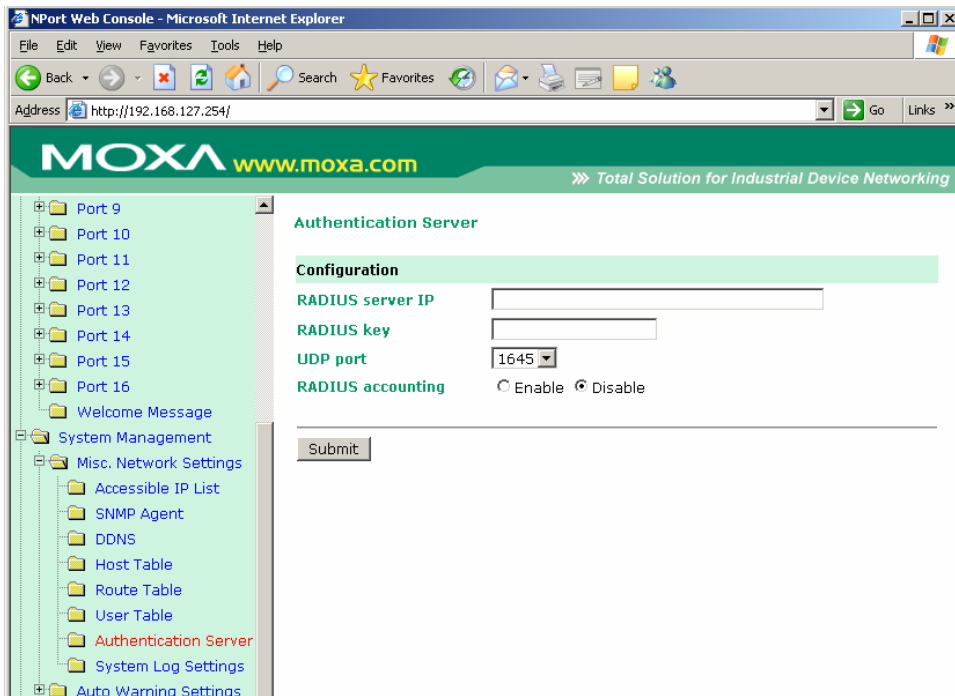 NPort Web Console - Microsoft Internet Explorer
File Edit View Favorites Tools Help
Back Search Favorites
Address http://192.168.127.254/ Go Links »
MOXA www.moxa.com
Total Solution for Industrial Device Networking
Port 9
Port 10
Port 11
Port 12
Port 13
Port 14
Port 15
Port 16
Welcome Message
System Management
Misc. Network Settings
Accessible IP List
SNMP Agent
DDNS
Host Table
Route Table
User Table
Authentication Server
System Log Settings
Auto Warning Settings
Authentication Server
Configuration
RADIUS server IP
RADIUS key
UDP port 1645
RADIUS accounting Enable Disable
Submit